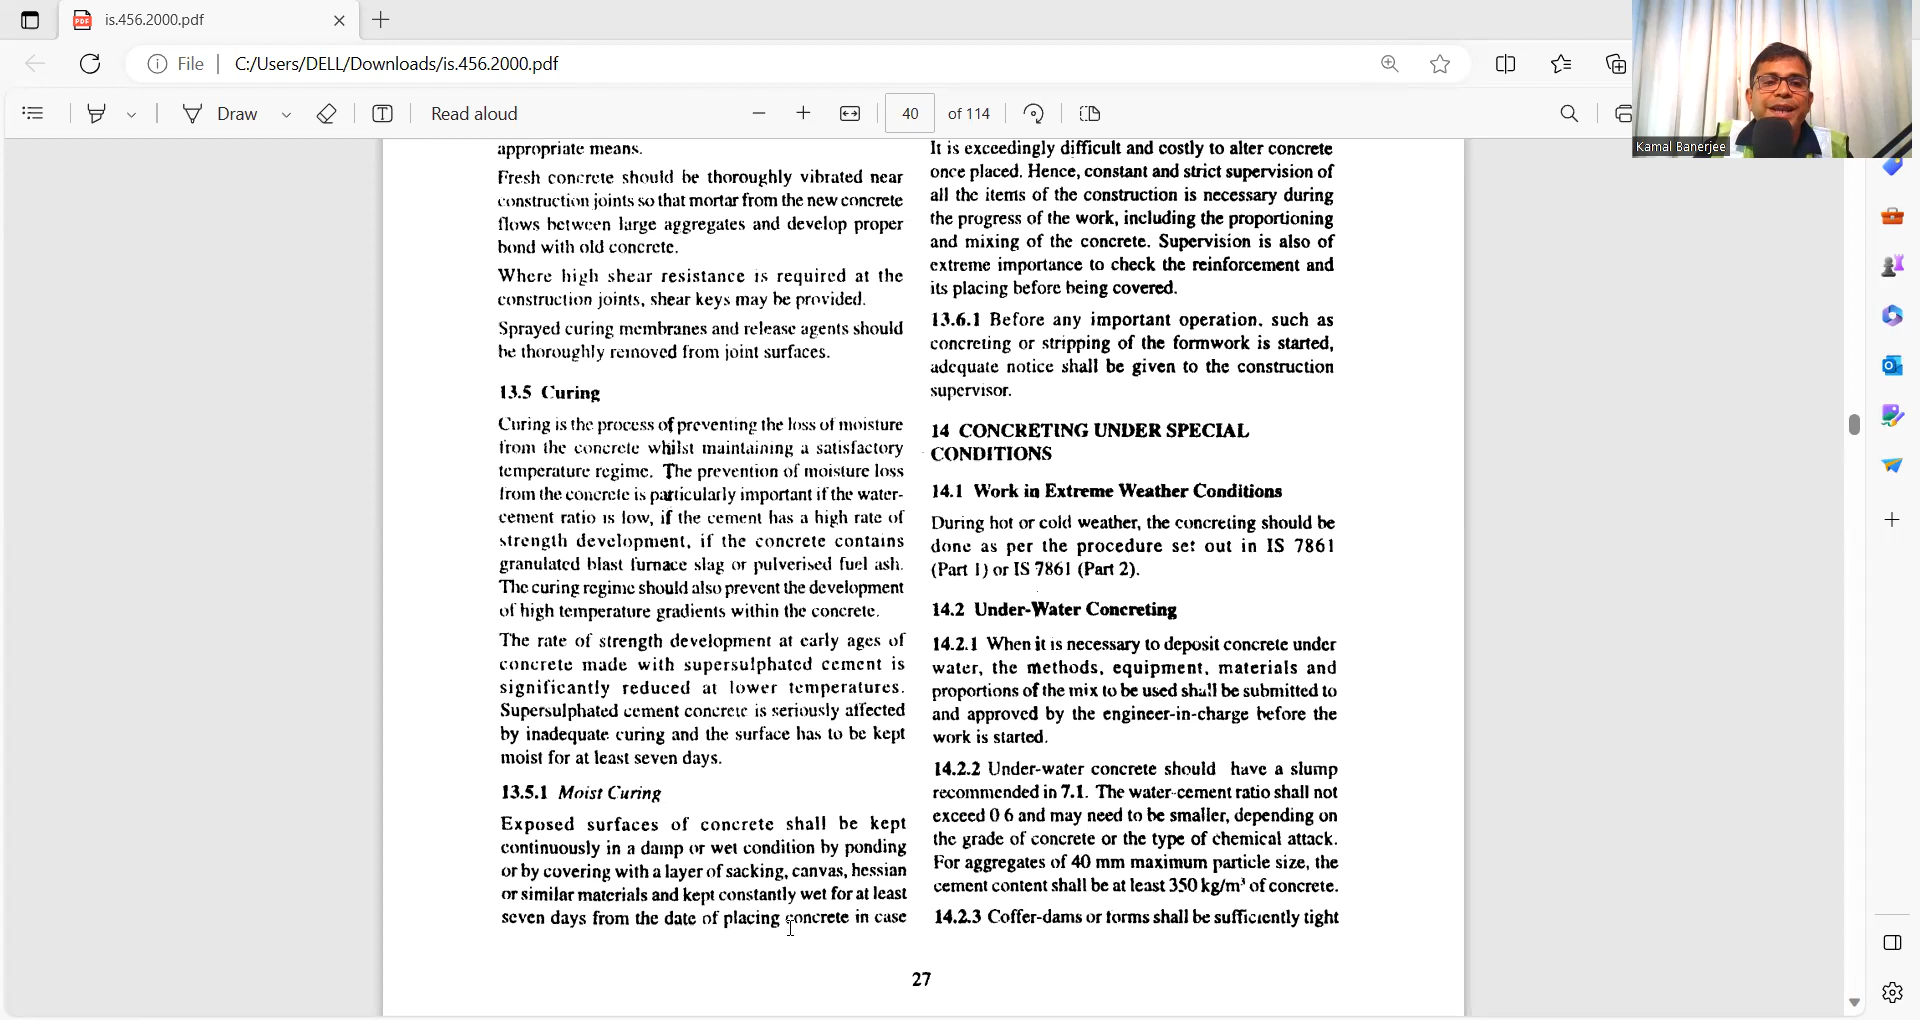 is.456.2000.pdf
File
C:/Users/DELL/Downloads/is.456.2000.pdf
Draw
Read aloud
40
of 114
Kamal Banerjee
appropriate means.
Fresh concrete should be thoroughly vibrated near
construction joints so that mortar from the new concrete
flows between large aggregates and develop proper
bond with old concrete.
Where high shear resistance is required at the
construction joints, shear keys may be provided.
Sprayed curing membranes and release agents should
be thoroughly removed from joint surfaces.
13.5 Curing
Curing is the process of preventing the loss of moisture
from the concrete whilst maintaining a satisfactory
temperature regime. The prevention of moisture loss
from the concrete is particularly important if the water-
cement ratio is low, if the cement has a high rate of
strength development, if the concrete contains
granulated blast furnace slag or pulverised fuel ash.
The curing regime should also prevent the development
of high temperature gradients within the concrete.
The rate of strength development at early ages of
concrete made with supersulphated cement is
significantly reduced at lower temperatures.
Supersulphated cement concrete is seriously affected
by inadequate curing and the surface has to be kept
moist for at least seven days.
13.5.1 Moist Curing
Exposed surfaces of concrete shall be kept
continuously in a damp or wet condition by ponding
or by covering with a layer of sacking, canvas, hessian
or similar materials and kept constantly wet for at least
seven days from the date of placing concrete in case
It is exceedingly difficult and costly to alter concrete
once placed. Hence, constant and strict supervision of
all the items of the construction is necessary during
the progress of the work, including the proportioning
and mixing of the concrete. Supervision is also of
extreme importance to check the reinforcement and
its placing before being covered.
13.6.1 Before any important operation, such as
concreting or stripping of the formwork is started,
adequate notice shall be given to the construction
supervisor.
14 CONCRETING UNDER SPECIAL
CONDITIONS
14.1 Work in Extreme Weather Conditions
During hot or cold weather, the concreting should be
done as per the procedure set out in IS 7861
(Part 1) or IS 7861 (Part 2).
14.2 Under-Water Concreting
14.2.1 When it is necessary to deposit concrete under
water, the methods, equipment, materials and
proportions of the mix to be used shall be submitted to
and approved by the engineer-in-charge before the
work is started.
14.2.2 Under-water concrete should have a slump
recommended in 7.1. The water-cement ratio shall not
exceed 0 6 and may need to be smaller, depending on
the grade of concrete or the type of chemical attack.
For aggregates of 40 mm maximum particle size, the
cement content shall be at least 350 kg/m³ of concrete.
14.2.3 Coffer-dams or forms shall be sufficiently tight
27